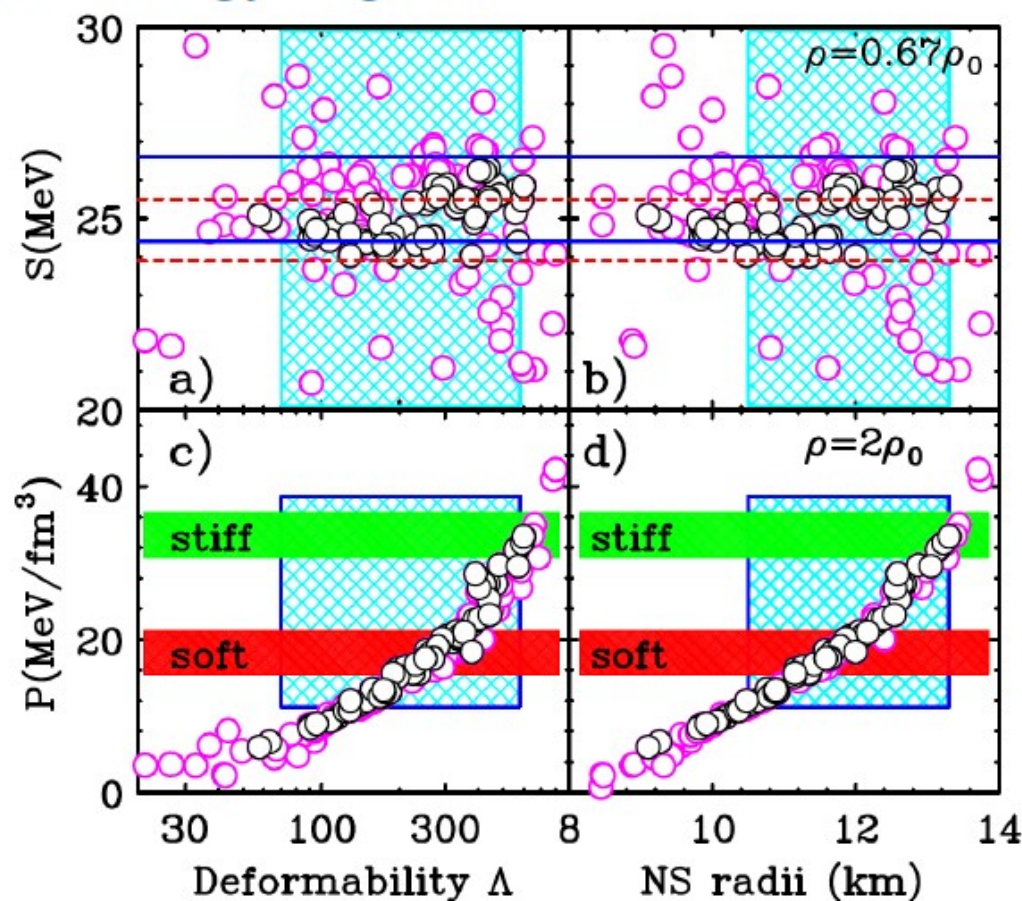 30
25
20
S(MeV)
a)
b)
ρ=0.67ρ₀
40
20
0
P(MeV/fm³)
c)
d)
ρ=2ρ₀
stiff
stiff
soft
soft
30 100 300 8 10 12 14
Deformability Λ
NS radii (km)